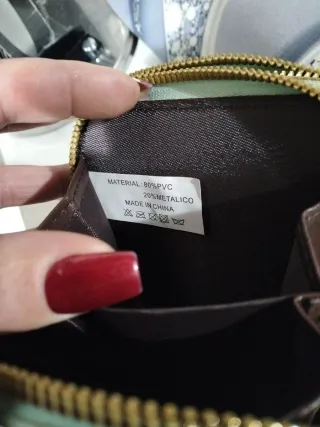 MATERIAL: 80%PVC
20%METALICO
MADE IN CHINA